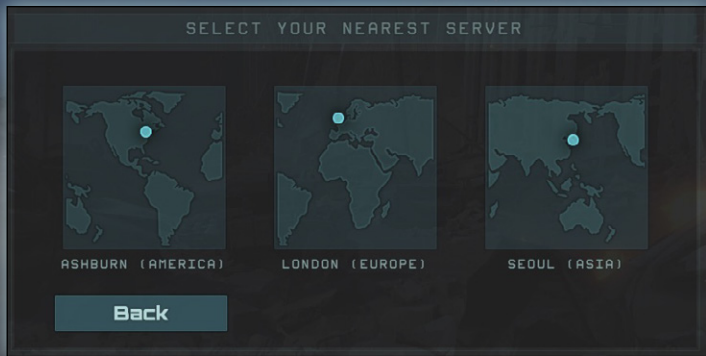 SELECT YOUR NEAREST SERVER
ASHBURN (AMERICA)
LONDON (EUROPE)
SEOUL (ASIA)
Back